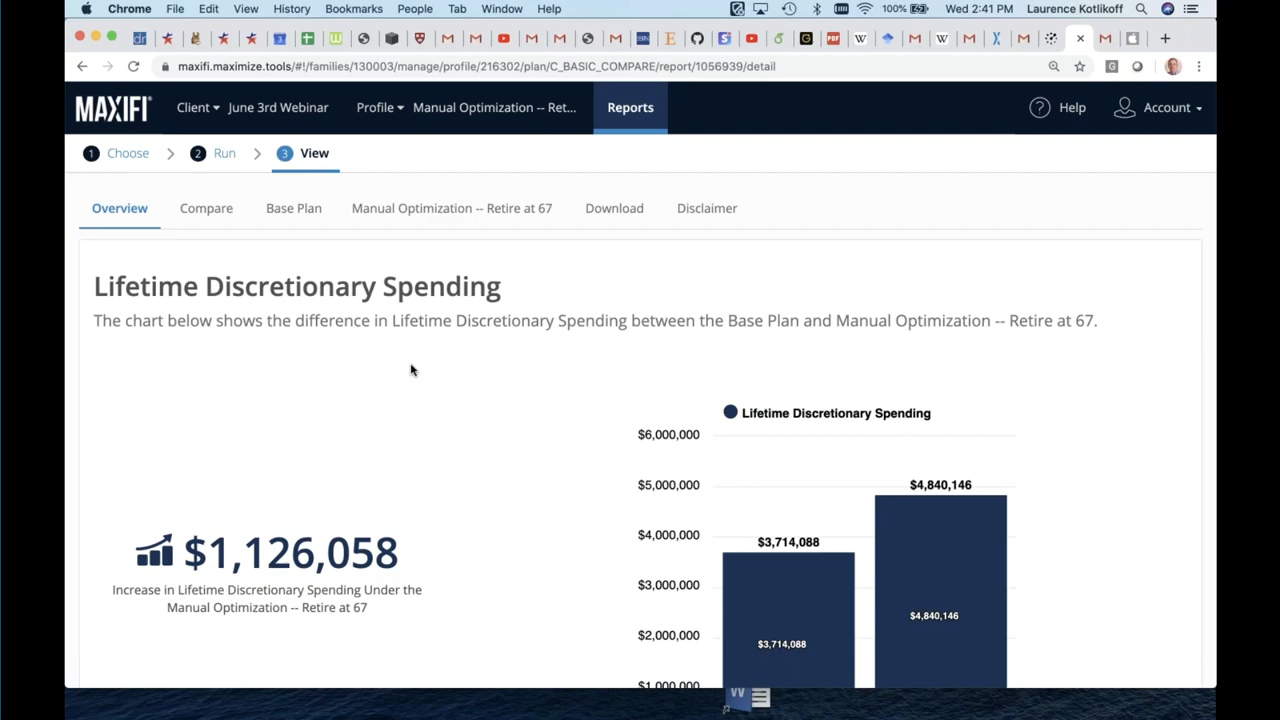 Chrome File Edit View History Bookmarks People Tab Window Help 100% Wed 2:41 PM Laurence Kotlikoff
maxifi.maximize.tools/#!/families/130003/manage/profile/216302/plan/C_BASIC_COMPARE/report/1056939/detail
MAXIFI Client June 3rd Webinar Profile Manual Optimization -- Ret... Reports ? Help Account
1 Choose 2 Run 3 View
Overview Compare Base Plan Manual Optimization -- Retire at 67 Download Disclaimer
Lifetime Discretionary Spending
The chart below shows the difference in Lifetime Discretionary Spending between the Base Plan and Manual Optimization -- Retire at 67.
Lifetime Discretionary Spending
$6,000,000
$5,000,000
$4,840,146
$4,000,000
$3,714,088
$1,126,058
$3,000,000
Increase in Lifetime Discretionary Spending Under the
Manual Optimization -- Retire at 67
$4,840,146
$2,000,000
$3,714,088
$1,000,000
W